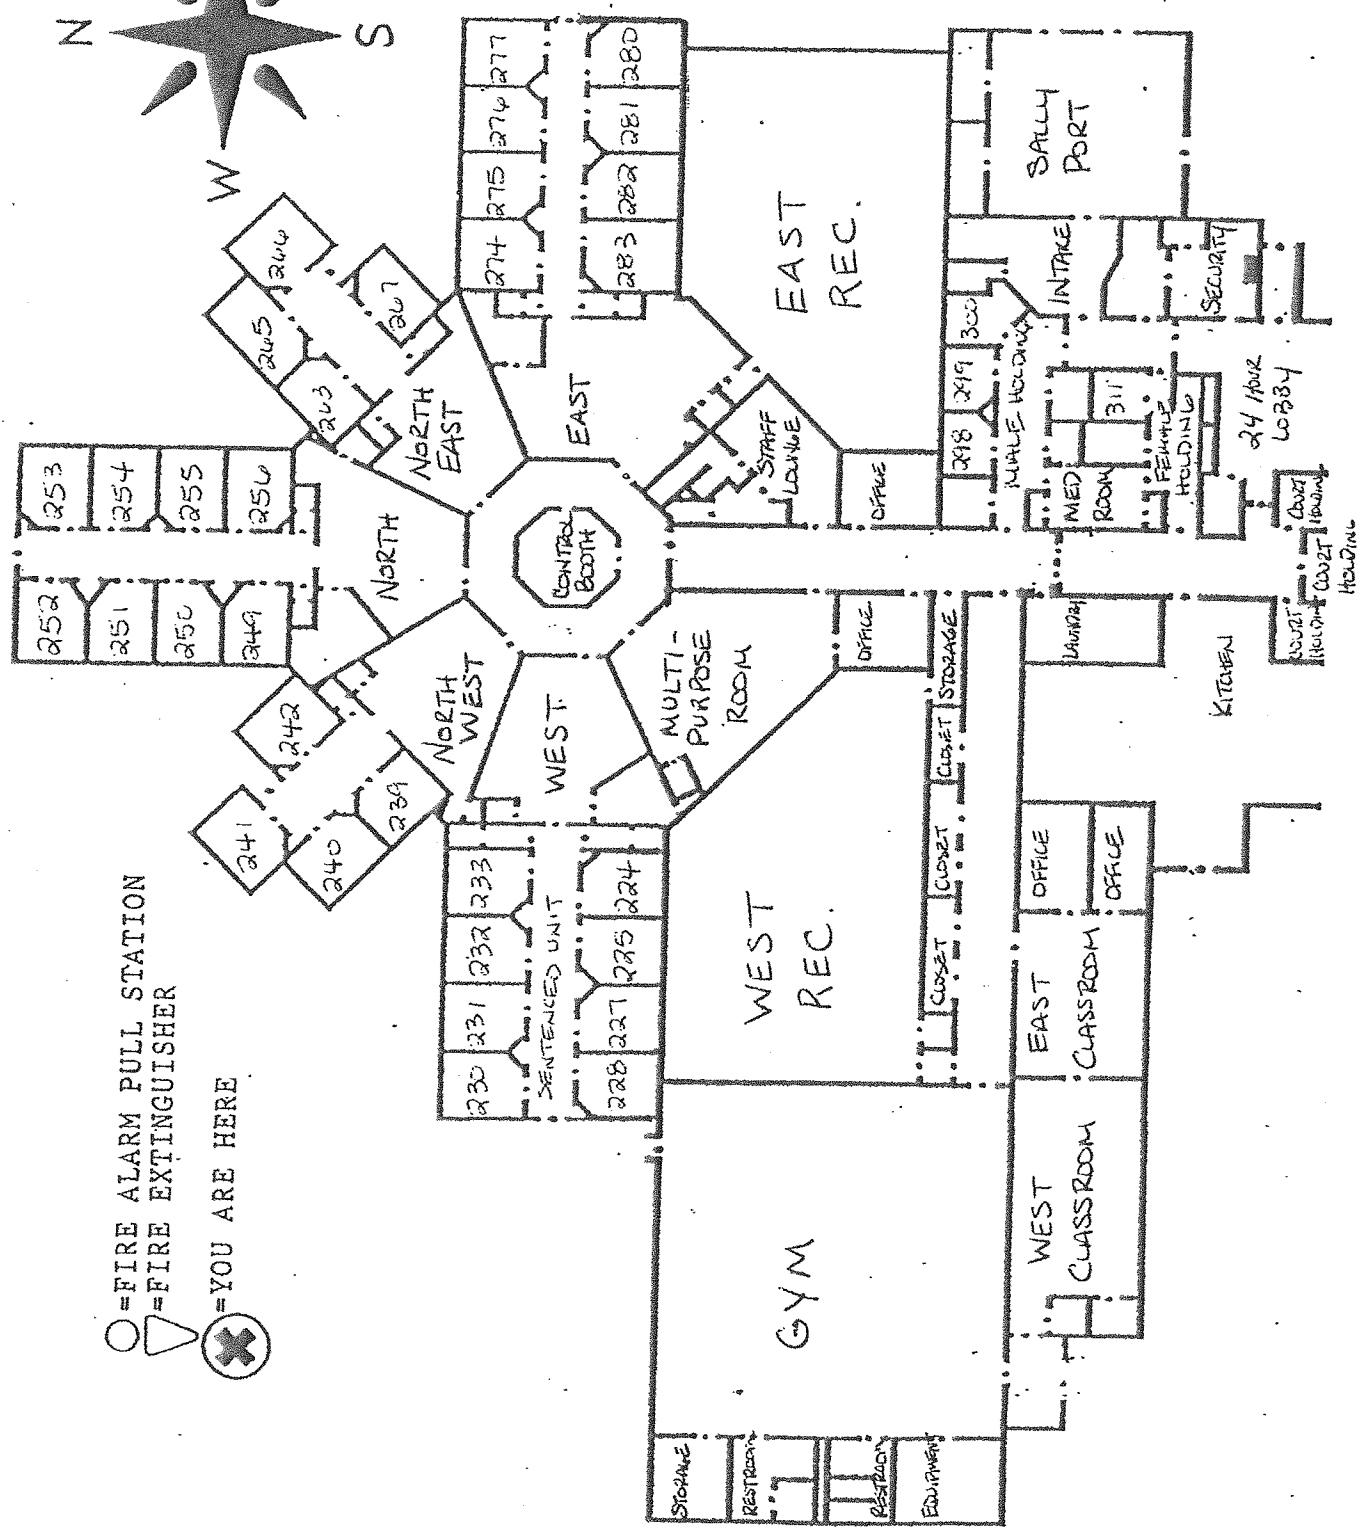 N
S
W
○=FIRE ALARM PULL STATION
▽=FIRE EXTINGUISHER
=YOU ARE HERE
277
276
275
274
280
281
282
283
266
265
263
267
NORTH
EAST
253
254
255
256
252
251
250
249
NORTH
242
241
240
239
NORTH
WEST
EAST
CONTROL
BOOTH
WEST
MULTI-
PURPOSE
ROOM
STAFF
LOUNGE
OFFICE
EAST
REC.
SALLY
PORT
233
232
231
230
SENTENCED UNIT
224
225
227
228
WEST
REC.
OFFICE
STORAGE
CLOSET
CLOSET
CLOSET
300
299
298
MALE HOLDING
INTAKE
SECURITY
311
MED
ROOM
FEMALE
HOLDING
24 HOUR
LOBBY
COURT
HOLDING
COURT
HOLDING
COURT
HOLDING
LAUNDRY
KITCHEN
OFFICE
OFFICE
EAST
CLASSROOM
WEST
CLASSROOM
GYM
STORAGE
RESTROOM
RESTROOM
EQUIPMENT